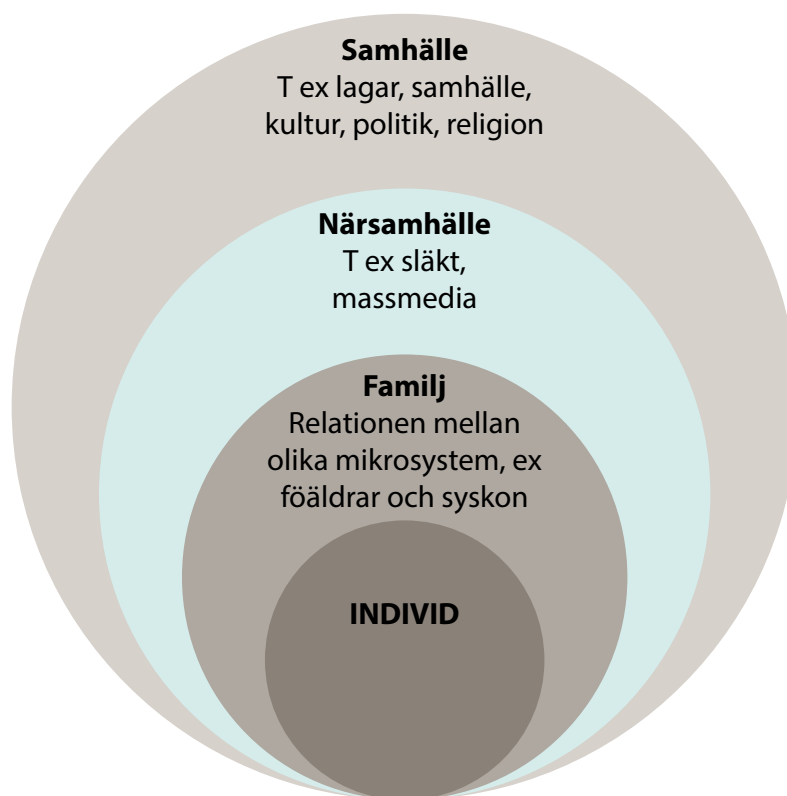 Samhälle
T ex lagar, samhälle,
kultur, politik, religion
Närsamhälle
T ex släkt,
massmedia
Familj
Relationen mellan
olika mikrosystem, ex
föäldrar och syskon
INDIVID